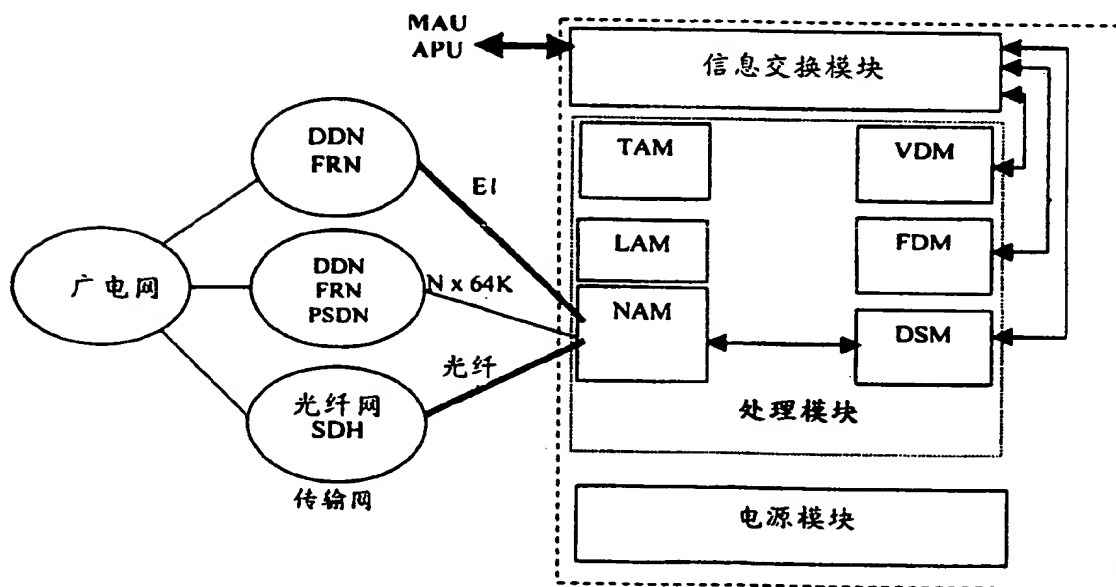 MAU
APU
信息交换模块
DDN
FRN
E1
TAM
VDM
LAM
FDM
广电网
DDN
FRN
PSDN
N x 64K
NAM
DSM
光纤
处理模块
光纤网
SDH
传输网
电源模块